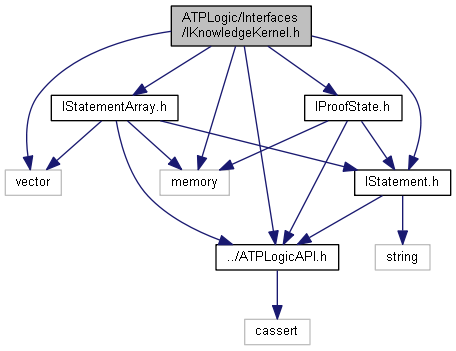 ATPLogic/Interfaces
/IKnowledgeKernel.h
IStatementArray.h
IProofState.h
vector
memory
IStatement.h
../ATPLogicAPI.h
string
cassert